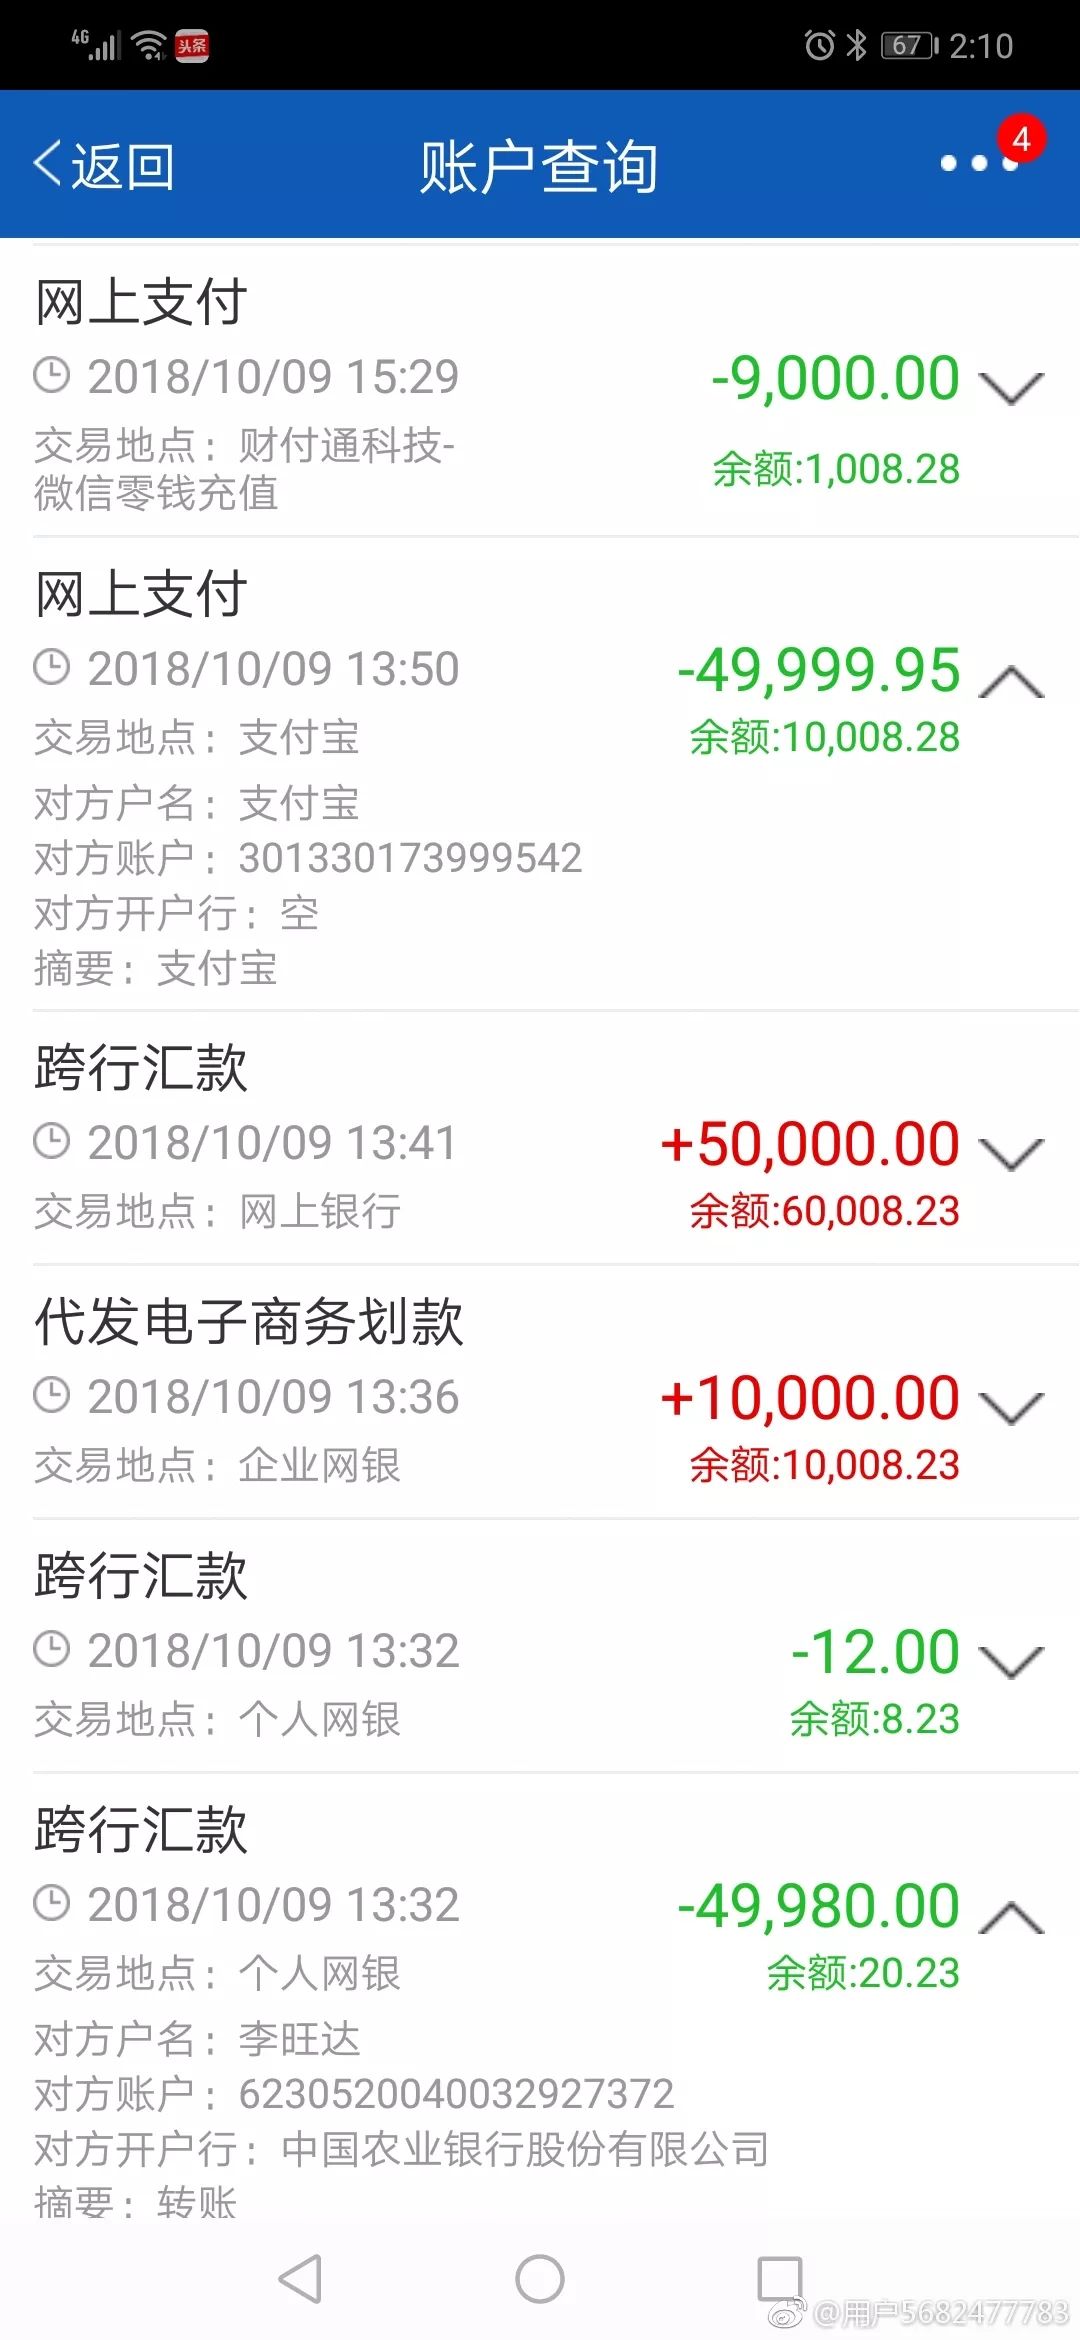 4G 头条 67 2:10
返回 账户查询 4
网上支付
2018/10/09 15:29 -9,000.00
交易地点：财付通科技-
微信零钱充值
余额:1,008.28
网上支付
2018/10/09 13:50 -49,999.95
交易地点：支付宝 余额:10,008.28
对方户名：支付宝
对方账户：301330173999542
对方开户行：空
摘要：支付宝
跨行汇款
2018/10/09 13:41 +50,000.00
交易地点：网上银行 余额:60,008.23
代发电子商务划款
2018/10/09 13:36 +10,000.00
交易地点：企业网银 余额:10,008.23
跨行汇款
2018/10/09 13:32 -12.00
交易地点：个人网银 余额:8.23
跨行汇款
2018/10/09 13:32 -49,980.00
交易地点：个人网银 余额:20.23
对方户名：李旺达
对方账户：6230520040032927372
对方开户行：中国农业银行股份有限公司
摘要：转账
@用户5682477783